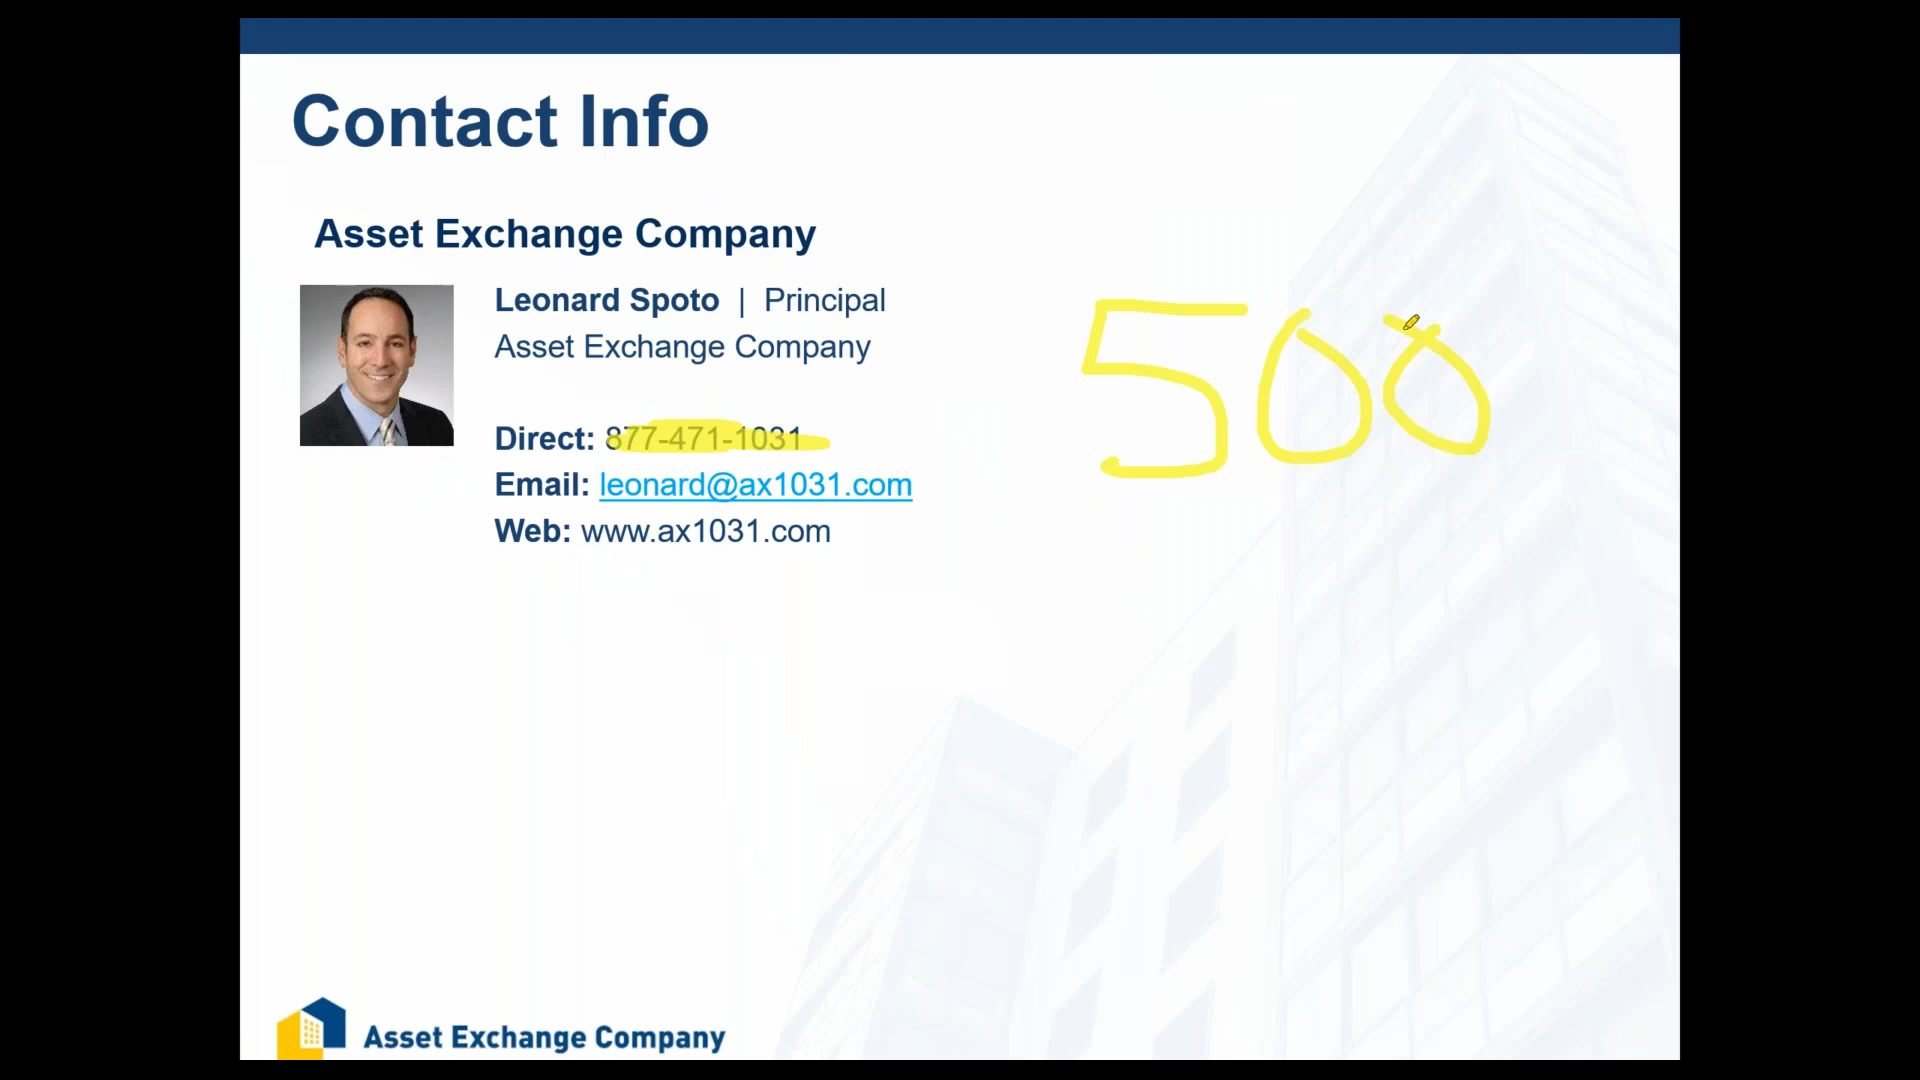 Contact Info
Asset Exchange Company
Leonard Spoto | Principal
Asset Exchange Company
Direct: 877-471-1031
Email: leonard@ax1031.com
Web: www.ax1031.com
500
Asset Exchange Company